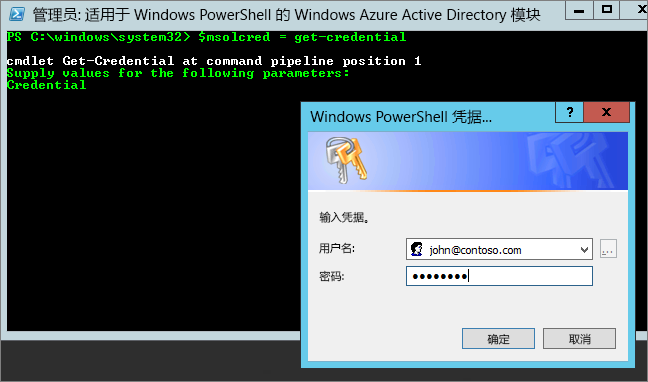 管理员: 适用于 Windows PowerShell 的 Windows Azure Active Directory 模块
PS C:\windows\system32> $msolcred = get-credential
cmdlet Get-Credential at command pipeline position 1
Supply values for the following parameters:
Credential
Windows PowerShell 凭据...
?
x
输入凭据。
用户名:
john@contoso.com
...
密码:
••••••••
确定
取消